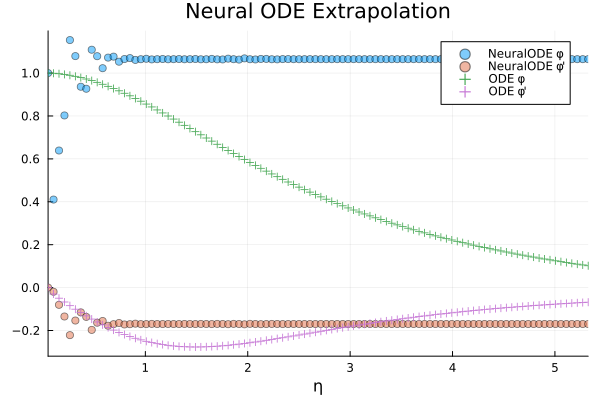 Neural ODE Extrapolation
NeuralODE φ
NeuralODE φ'
ODE φ
ODE φ'
1.0
0.8
0.6
0.4
0.2
0.0
−0.2
1
2
3
4
5
η